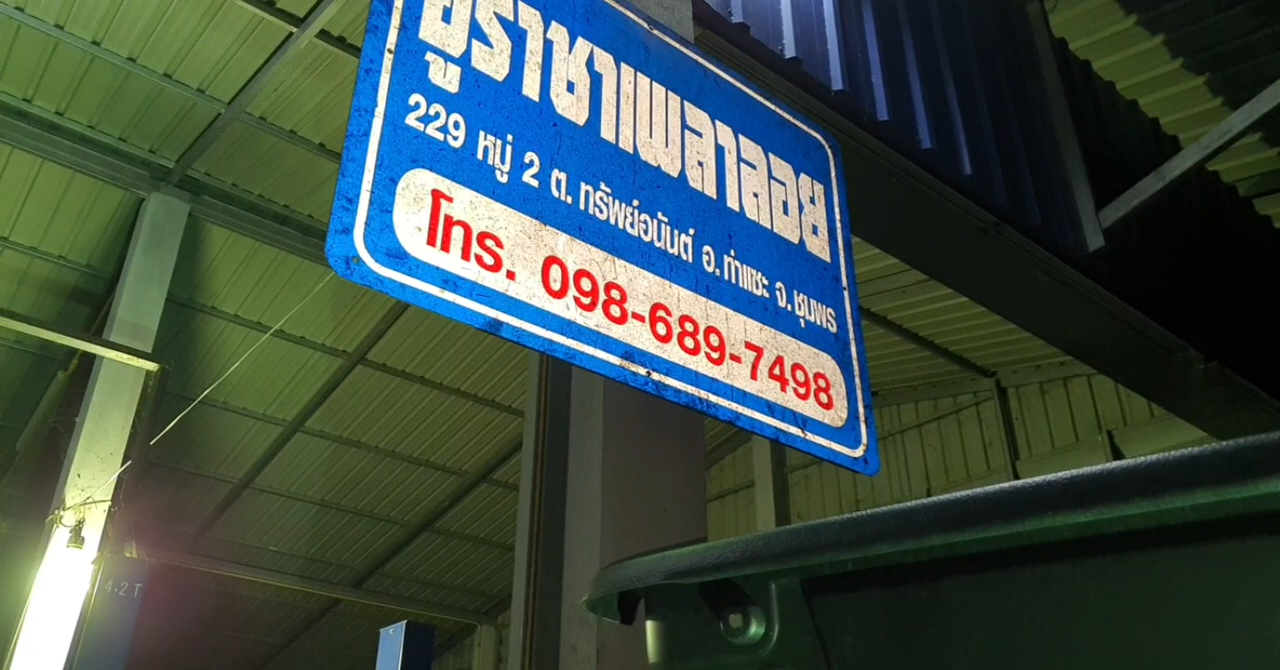 อู่ราชาเพลาลอย
229 หมู่ 2 ต.ทรัพย์อนันต์ อ.ท่าแซะ จ.ชุมพร
โทร. 098-689-7498
4.2T